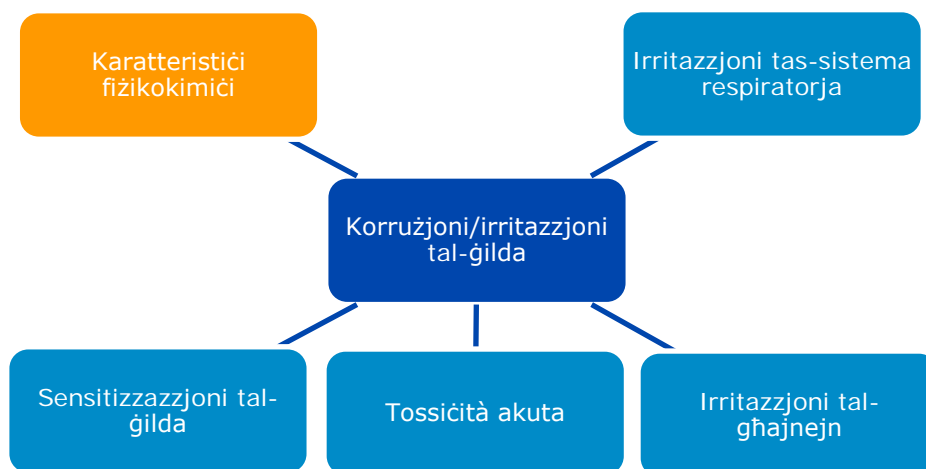 Karatteristiċi
fiżikokimiċi
Irritazzjoni tas-sistema
respiratorja
Korrużjoni/irritazzjoni
tal-ġilda
Sensitizzazzjoni tal-
ġilda
Tossiċità akuta
Irritazzjoni tal-
għajnejn